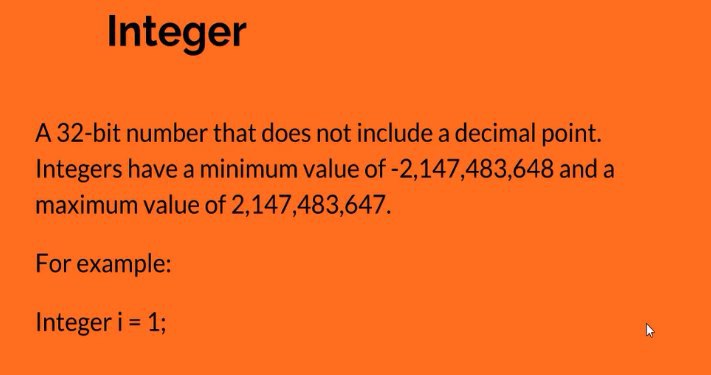 Integer
A 32-bit number that does not include a decimal point.
Integers have a minimum value of -2,147,483,648 and a
maximum value of 2,147,483,647.
For example:
Integer i = 1;